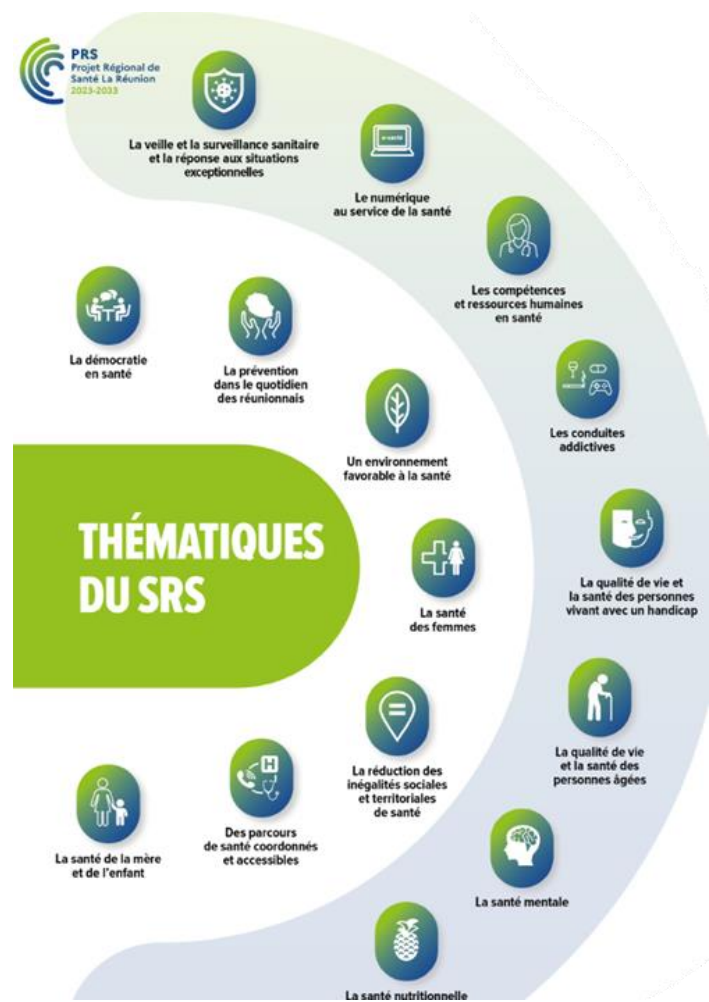 PRS
Projet Régional de
Santé La Réunion
2023-2033
La veille et la surveillance sanitaire
et la réponse aux situations
exceptionnelles
e-santé
Le numérique
au service de la santé
Les compétences
et ressources humaines
en santé
La démocratie
en santé
La prévention
dans le quotidien
des réunionnais
Les conduites
addictives
Un environnement
favorable à la santé
THÉMATIQUES
DU SRS
La qualité de vie et
la santé des personnes
vivant avec un handicap
La santé
des femmes
La qualité de vie
et la santé des
personnes âgées
La réduction des
inégalités sociales
et territoriales
de santé
H
Des parcours
de santé coordonnés
et accessibles
La santé de la mère
et de l'enfant
La santé mentale
La santé nutritionnelle